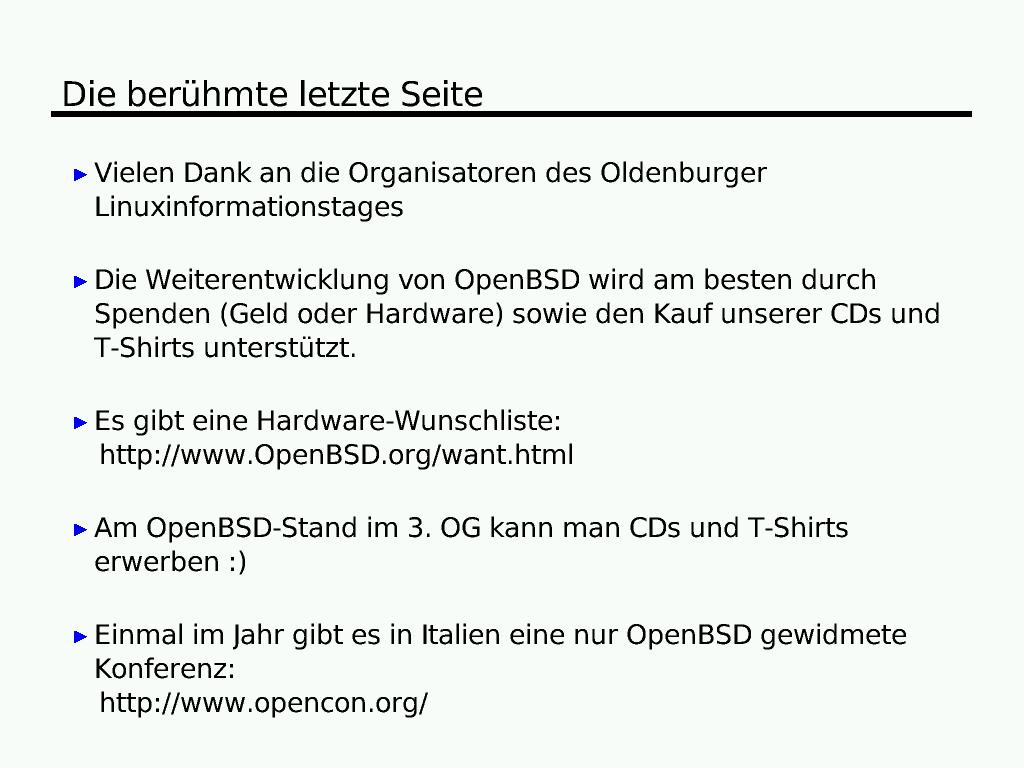 Die berühmte letzte Seite
Vielen Dank an die Organisatoren des Oldenburger
Linuxinformationstages
Die Weiterentwicklung von OpenBSD wird am besten durch
Spenden (Geld oder Hardware) sowie den Kauf unserer CDs und
T-Shirts unterstützt.
Es gibt eine Hardware-Wunschliste:
http://www.OpenBSD.org/want.html
Am OpenBSD-Stand im 3. OG kann man CDs und T-Shirts
erwerben :)
Einmal im Jahr gibt es in Italien eine nur OpenBSD gewidmete
Konferenz:
http://www.opencon.org/